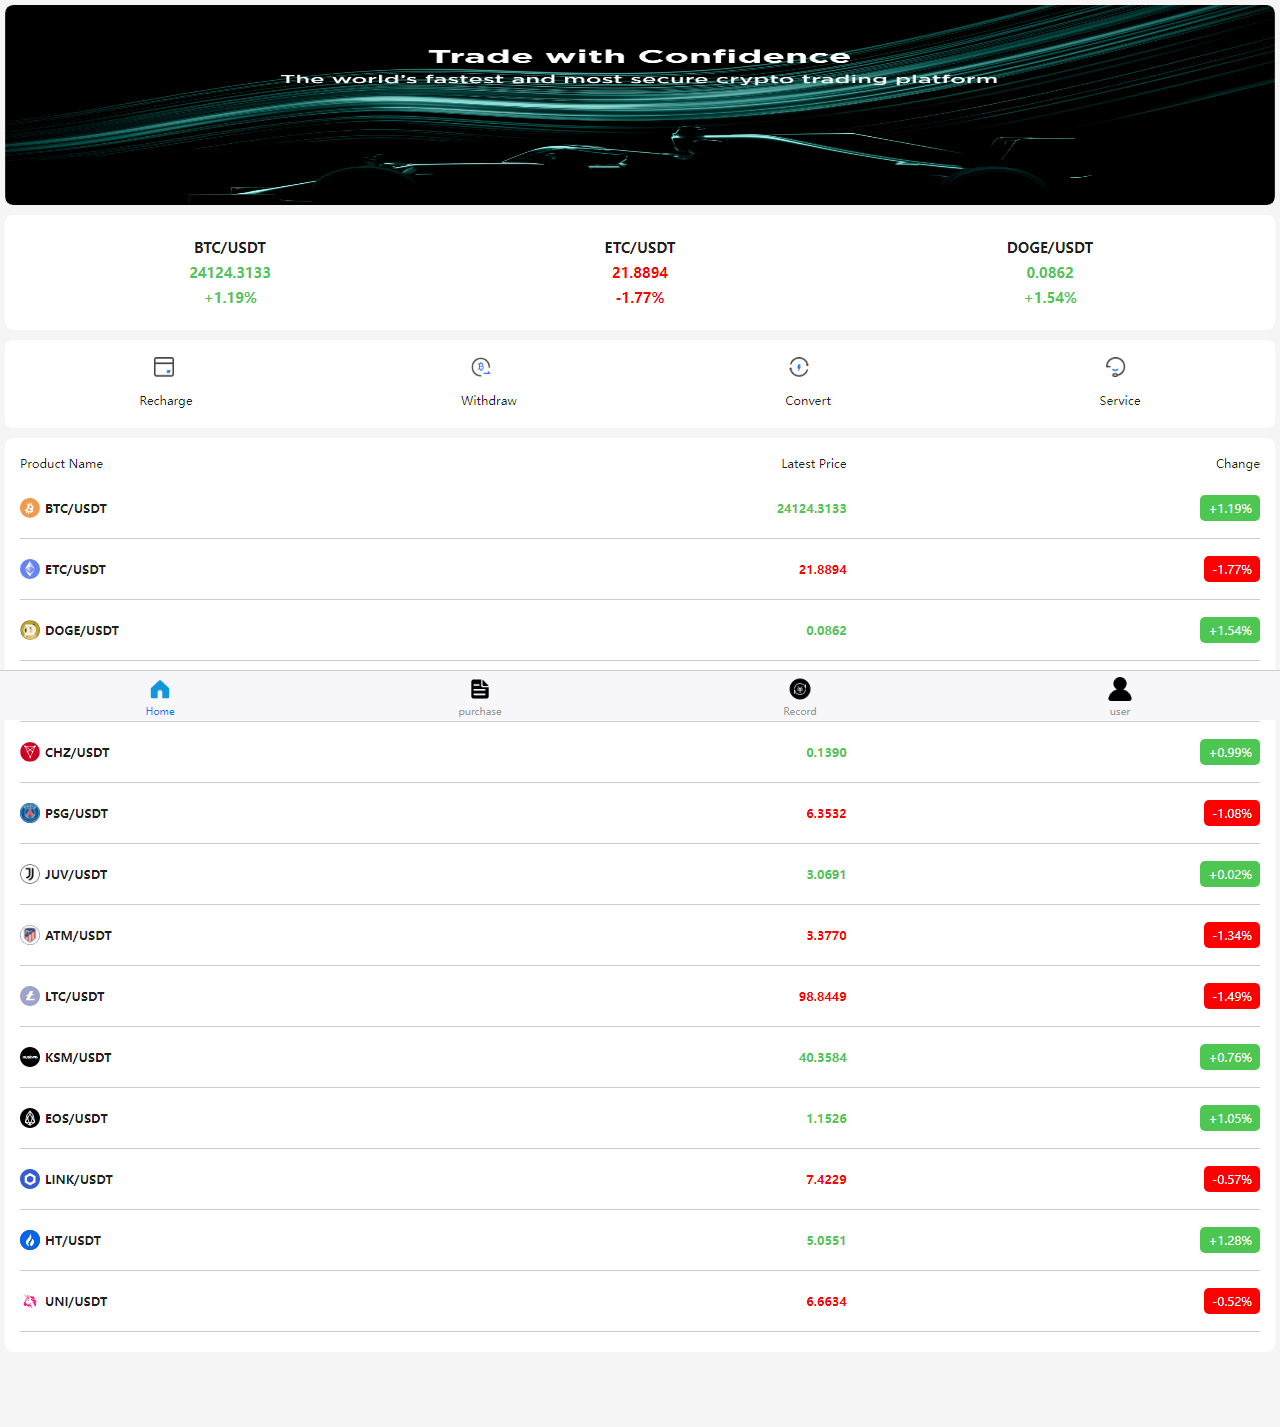 Trade with Confidence
The world's fastest and most secure crypto trading platform
BTC/USDT ETC/USDT DOGE/USDT
24124.3133 21.8894 0.0862
+1.19% -1.77% +1.54%
Recharge Withdraw Convert Service
Product Name Latest Price Change
BTC/USDT 24124.3133 +1.19%
ETC/USDT 21.8894 -1.77%
DOGE/USDT 0.0862 +1.54%
Home purchase Record user
CHZ/USDT 0.1390 +0.99%
PSG/USDT 6.3532 -1.08%
JUV/USDT 3.0691 +0.02%
ATM/USDT 3.3770 -1.34%
LTC/USDT 98.8449 -1.49%
KSM/USDT 40.3584 +0.76%
EOS/USDT 1.1526 +1.05%
LINK/USDT 7.4229 -0.57%
HT/USDT 5.0551 +1.28%
UNI/USDT 6.6634 -0.52%